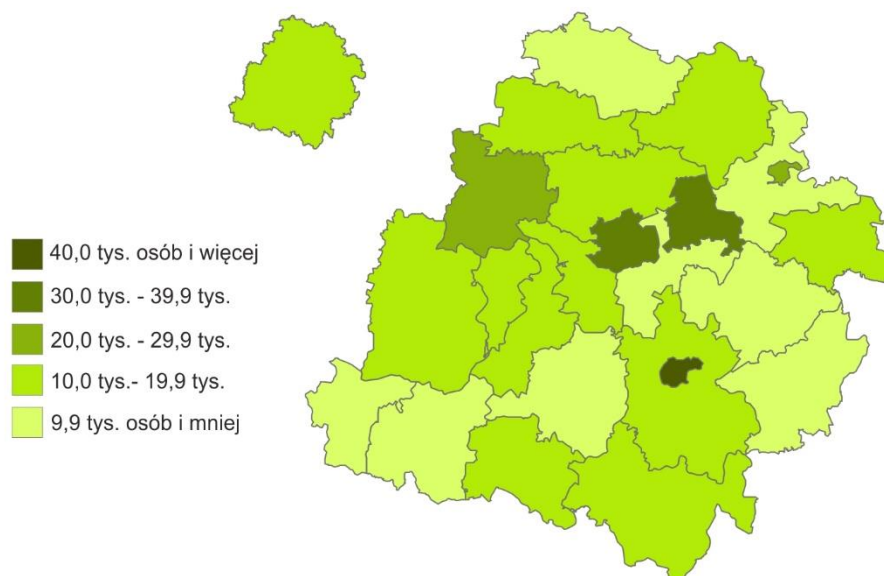 40,0 tys. osób i więcej
30,0 tys. - 39,9 tys.
20,0 tys. - 29,9 tys.
10,0 tys.- 19,9 tys.
9,9 tys. osób i mniej